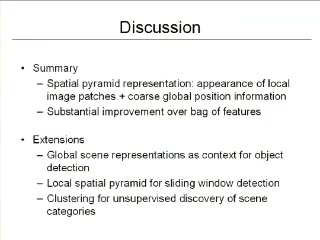 Discussion
• Summary
– Spatial pyramid representation: appearance of local
image patches + coarse global position information
– Substantial improvement over bag of features
• Extensions
– Global scene representations as context for object
detection
– Local spatial pyramid for sliding window detection
– Clustering for unsupervised discovery of scene
categories